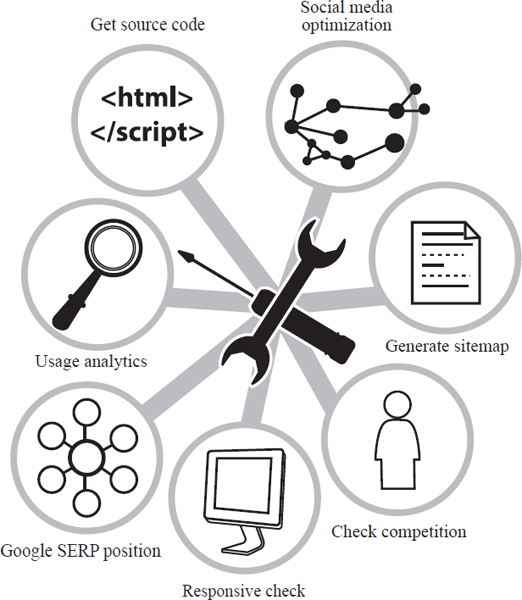 Get source code
Social media
optimization
<html>
</script>
Usage analytics
Generate sitemap
Google SERP position
Check competition
Responsive check